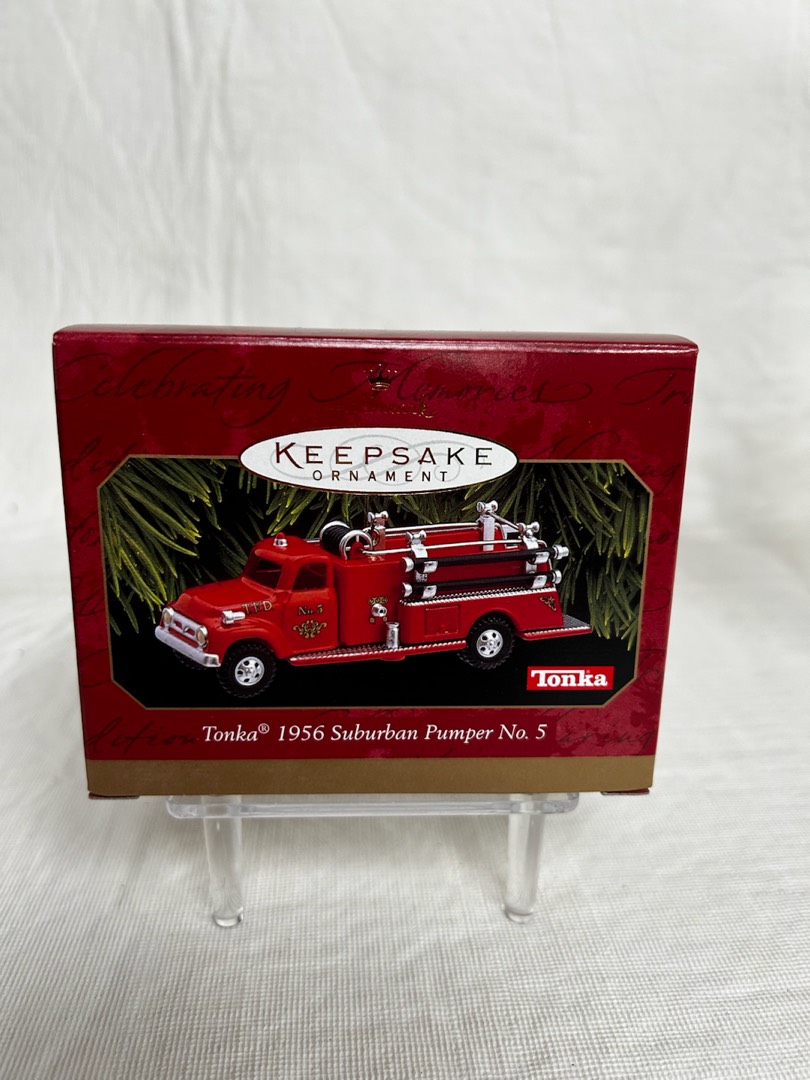 Celebrating Memories
KEEPSAKE
ORNAMENT
T.F.D
No 5
Tonka
Tonka® 1956 Suburban Pumper No. 5